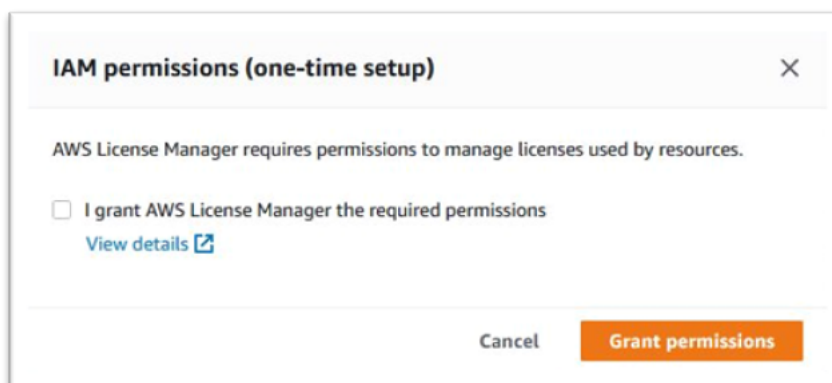 IAM permissions (one-time setup)
AWS License Manager requires permissions to manage licenses used by resources.
I grant AWS License Manager the required permissions
View details
Cancel
Grant permissions